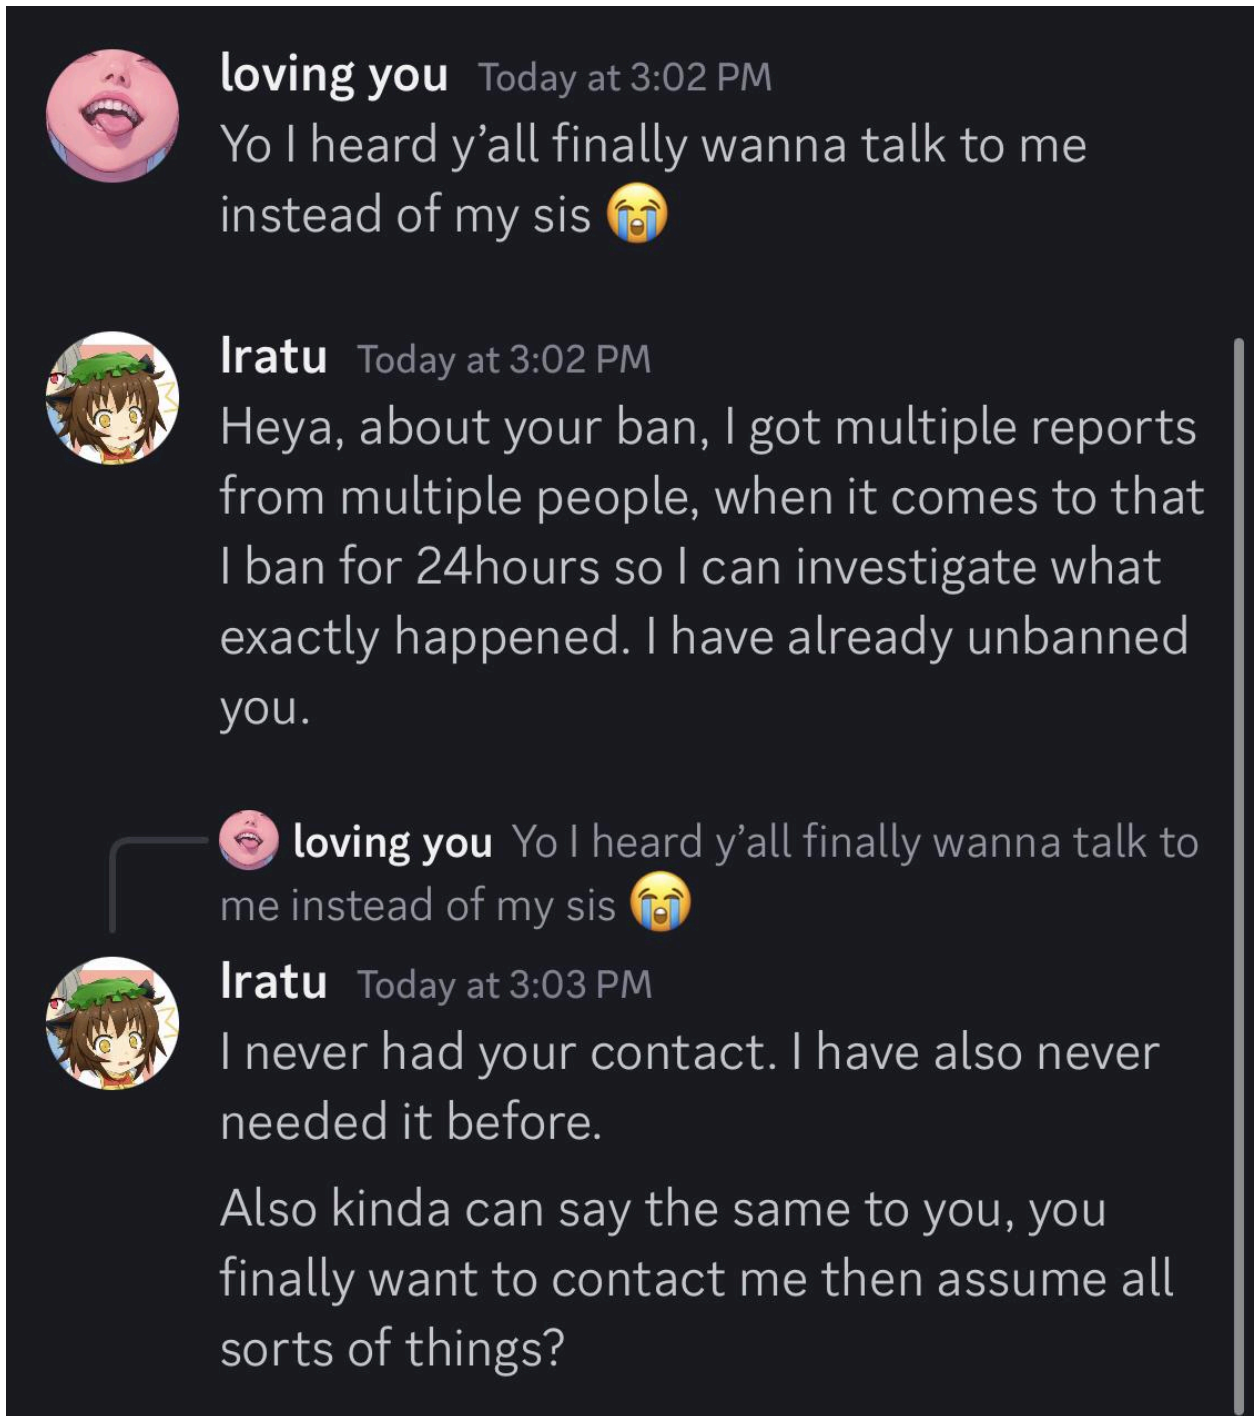 loving you Today at 3:02 PM
Yo I heard y’all finally wanna talk to me
instead of my sis 😭
Iratu Today at 3:02 PM
Heya, about your ban, I got multiple reports
from multiple people, when it comes to that
I ban for 24hours so I can investigate what
exactly happened. I have already unbanned
you.
loving you Yo I heard y’all finally wanna talk to
me instead of my sis 😭
Iratu Today at 3:03 PM
I never had your contact. I have also never
needed it before.
Also kinda can say the same to you, you
finally want to contact me then assume all
sorts of things?